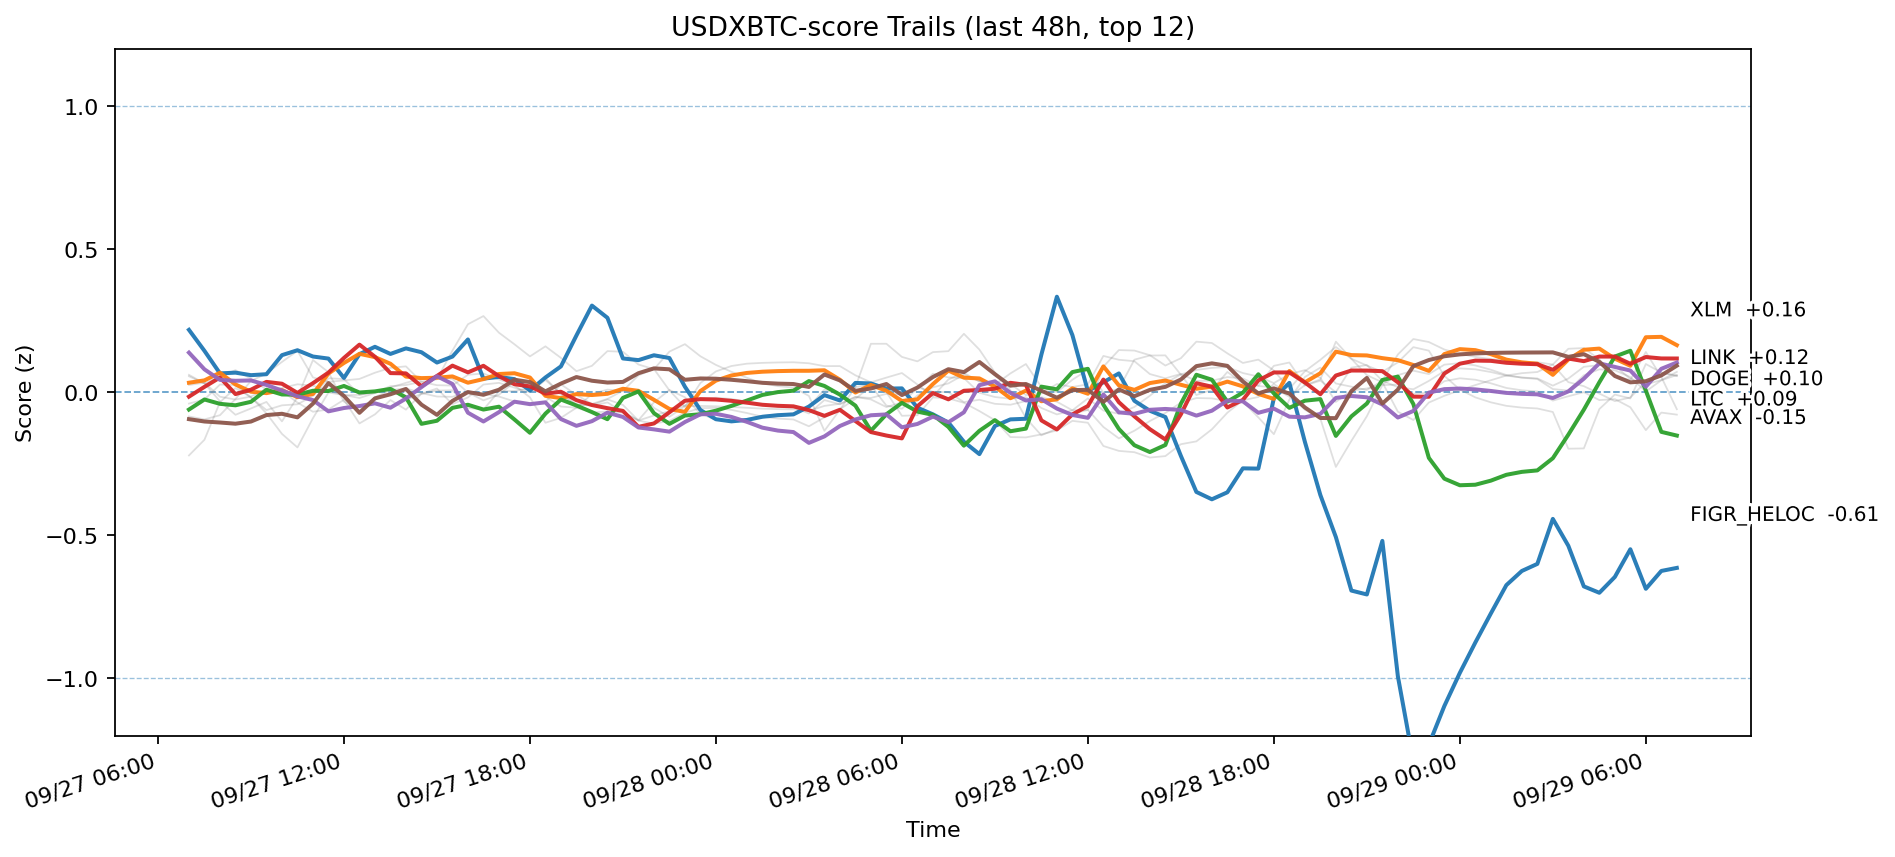 USDXBTC-score Trails (last 48h, top 12)
Score (z)
1.0
0.5
0.0
−0.5
−1.0
XLM +0.16
LINK +0.12
DOGE +0.10
LTC +0.09
AVAX -0.15
FIGR_HELOC -0.61
09/27 06:00
09/27 12:00
09/27 18:00
09/28 00:00
09/28 06:00
09/28 12:00
09/28 18:00
09/29 00:00
09/29 06:00
Time